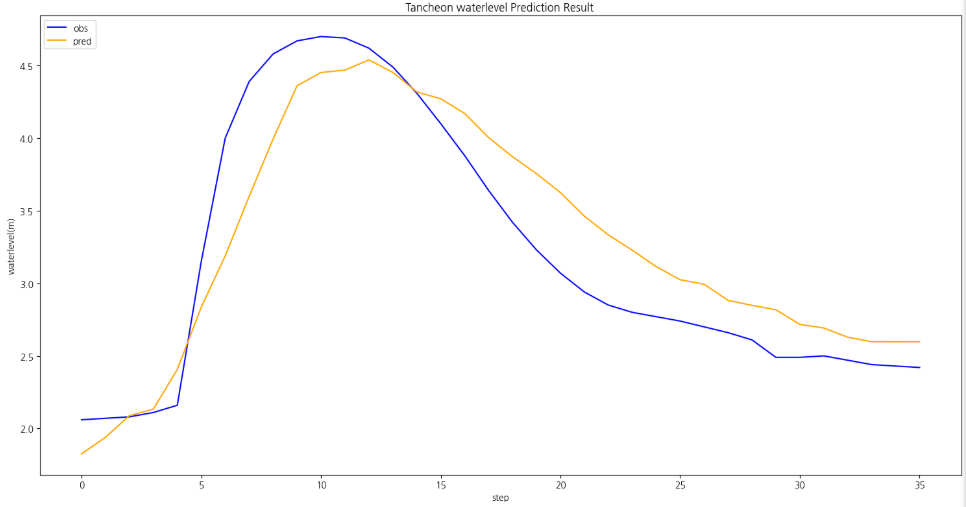 Tancheon waterlevel Prediction Result
obs
pred
4.5
4.0
3.5
3.0
2.5
2.0
waterlevel(m)
0 5 10 15 20 25 30 35
step